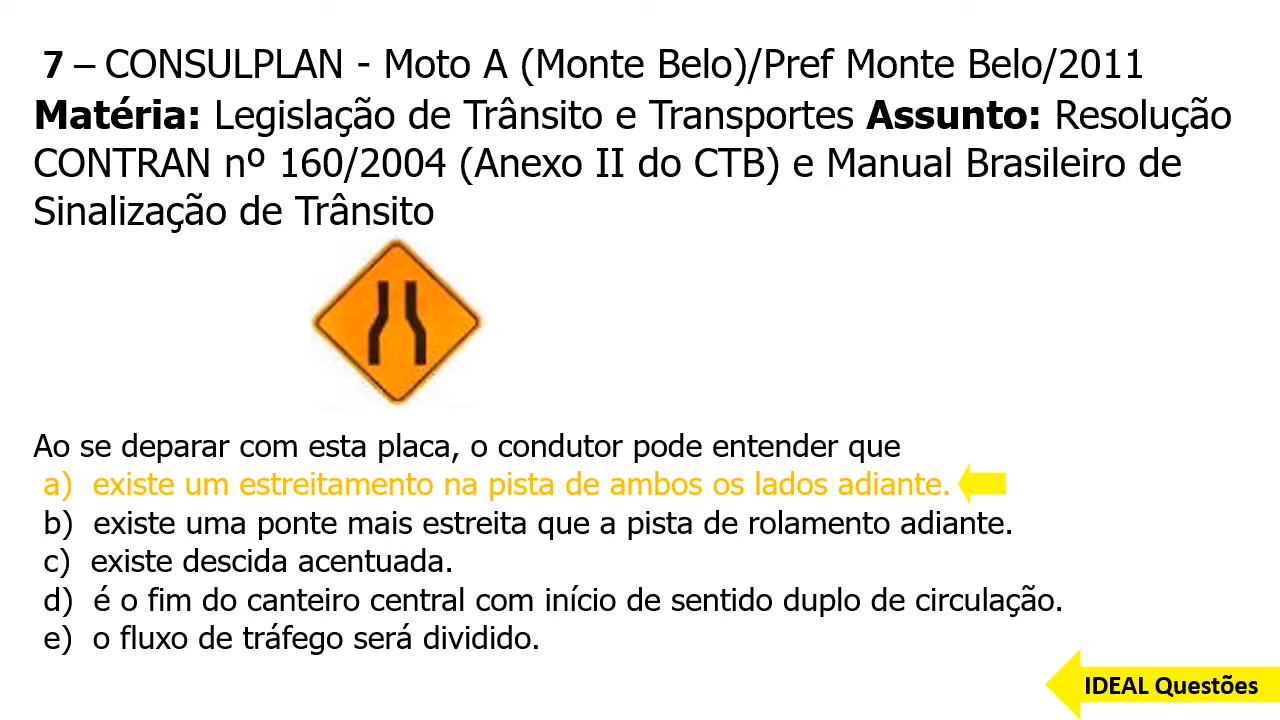 7 – CONSULPLAN - Moto A (Monte Belo)/Pref Monte Belo/2011
Matéria: Legislação de Trânsito e Transportes Assunto: Resolução
CONTRAN nº 160/2004 (Anexo II do CTB) e Manual Brasileiro de
Sinalização de Trânsito
Ao se deparar com esta placa, o condutor pode entender que
a) existe um estreitamento na pista de ambos os lados adiante.
b) existe uma ponte mais estreita que a pista de rolamento adiante.
c) existe descida acentuada.
d) é o fim do canteiro central com início de sentido duplo de circulação.
e) o fluxo de tráfego será dividido.
IDEAL Questões